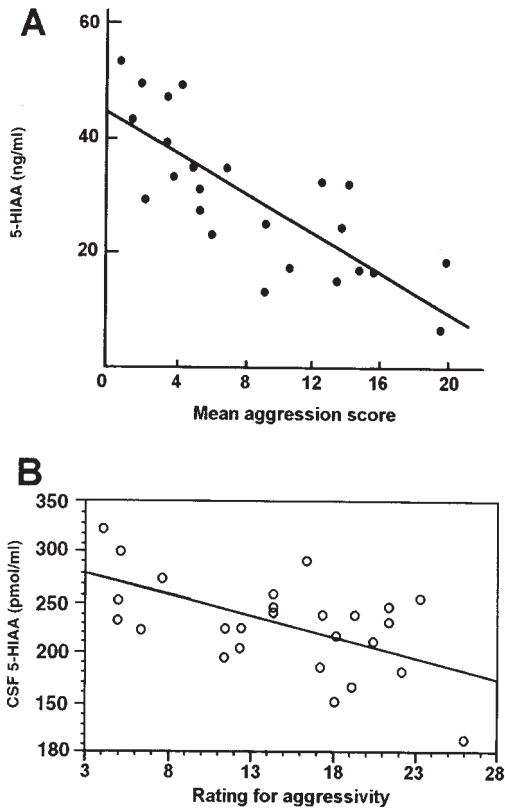 A
60
40
20
5-HIAA (ng/ml)
0 4 8 12 16 20
Mean aggression score
B
350
300
250
200
150
180
CSF 5-HIAA (pmol/ml)
3 8 13 18 23 28
Rating for aggressivity